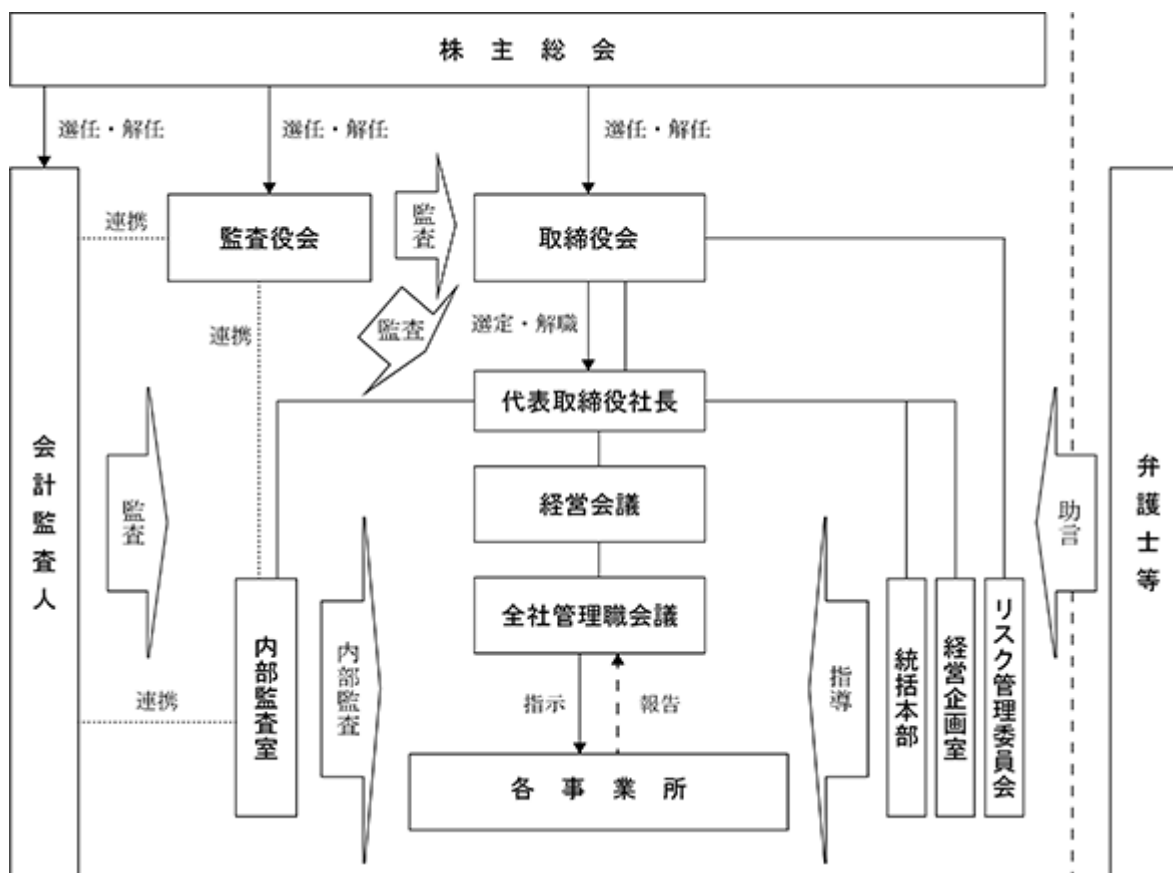 株主総会
選任・解任
選任・解任
選任・解任
連携
監査役会
監査
取締役会
連携
監査
選定・解職
代表取締役社長
会計監査人
監査
経営会議
助言
弁護士等
全社管理職会議
内部監査室
内部監査
指導
統括本部
経営企画室
リスク管理委員会
連携
指示
報告
各事業所